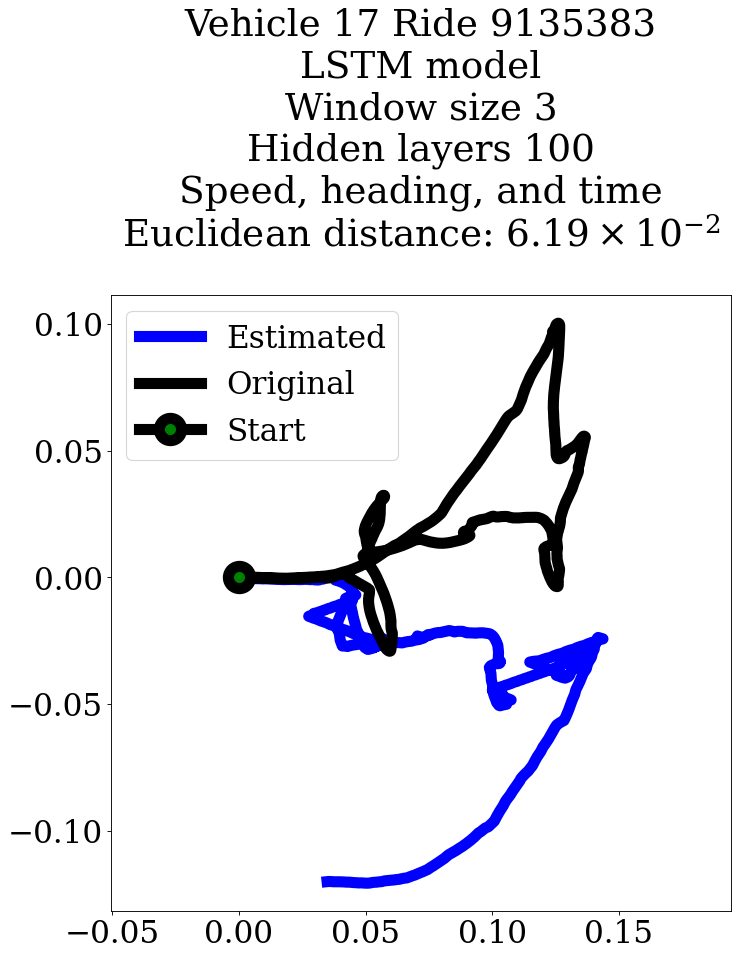 Vehicle 17 Ride 9135383
LSTM model
Window size 3
Hidden layers 100
Speed, heading, and time
Euclidean distance: 6.19 × 10⁻²
Estimated
Original
Start
0.10
0.05
0.00
−0.05
−0.10
−0.05 0.00 0.05 0.10 0.15